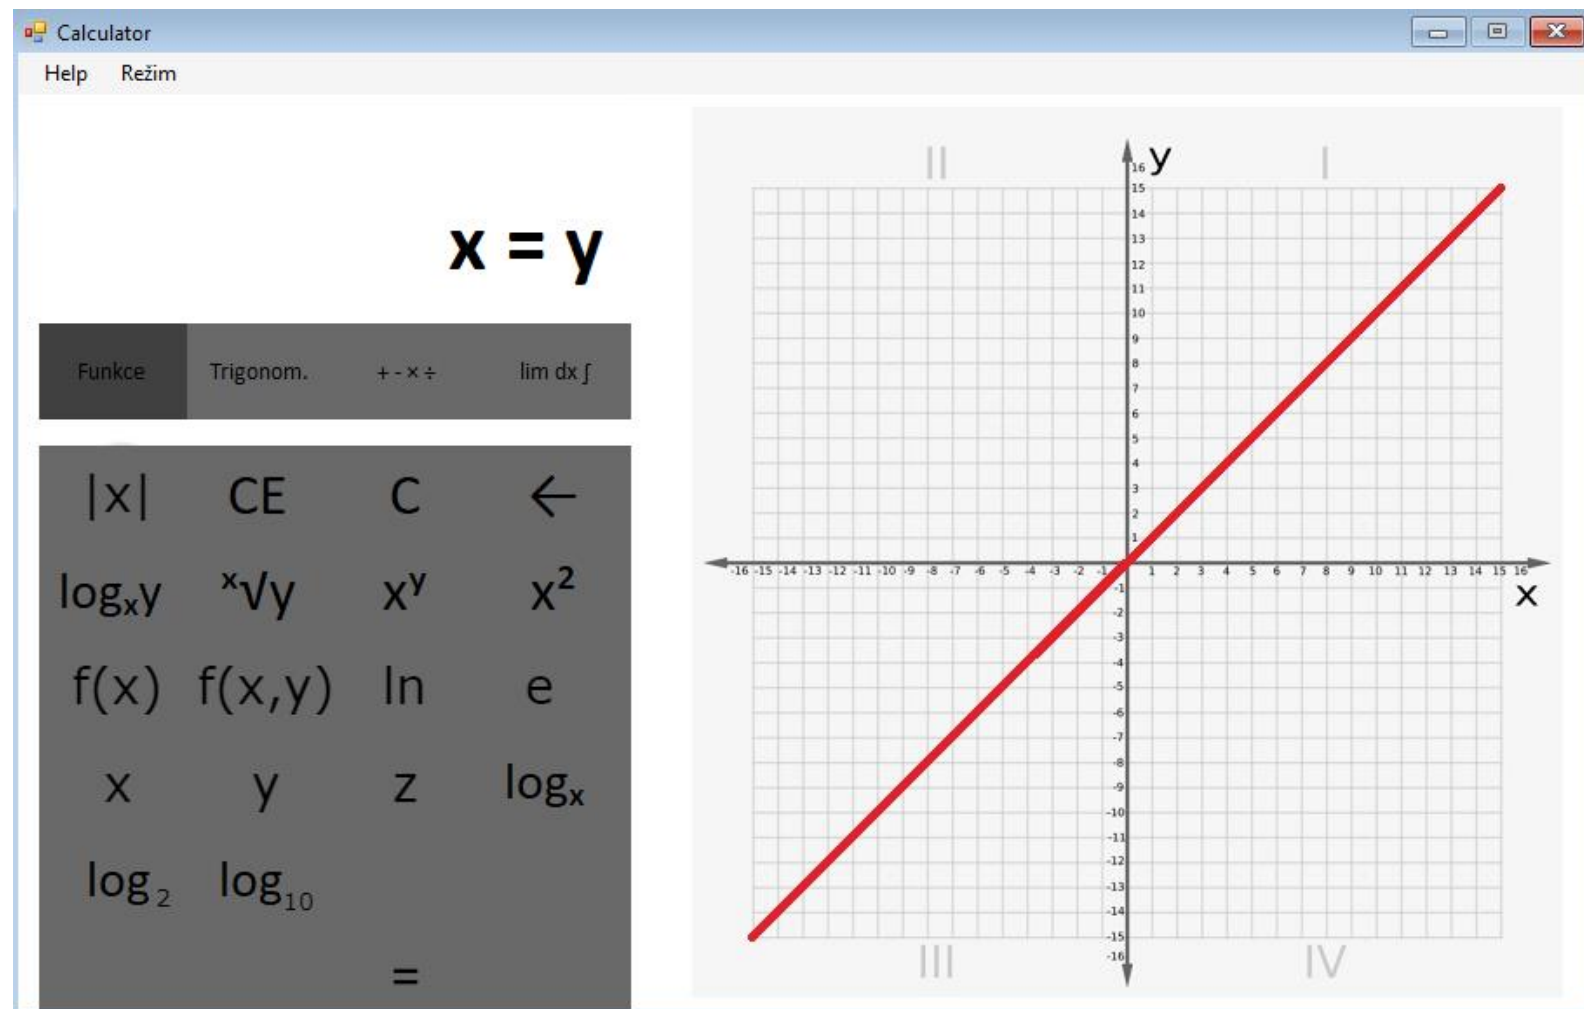 Calculator
Help Režim
x = y
Funkce Trigonom. + - × ÷ lim dx ∫
|x| CE C ←
logₓy ˣ√y xʸ x²
f(x) f(x,y) ln e
x y z logₓ
log₂ log₁₀
=
II I
y
16
15
14
13
12
11
10
9
8
7
6
5
4
3
2
1
-16 -15 -14 -13 -12 -11 -10 -9 -8 -7 -6 -5 -4 -3 -2 -1 1 2 3 4 5 6 7 8 9 10 11 12 13 14 15 16
x
-1
-2
-3
-4
-5
-6
-7
-8
-9
-10
-11
-12
-13
-14
-15
-16
III IV